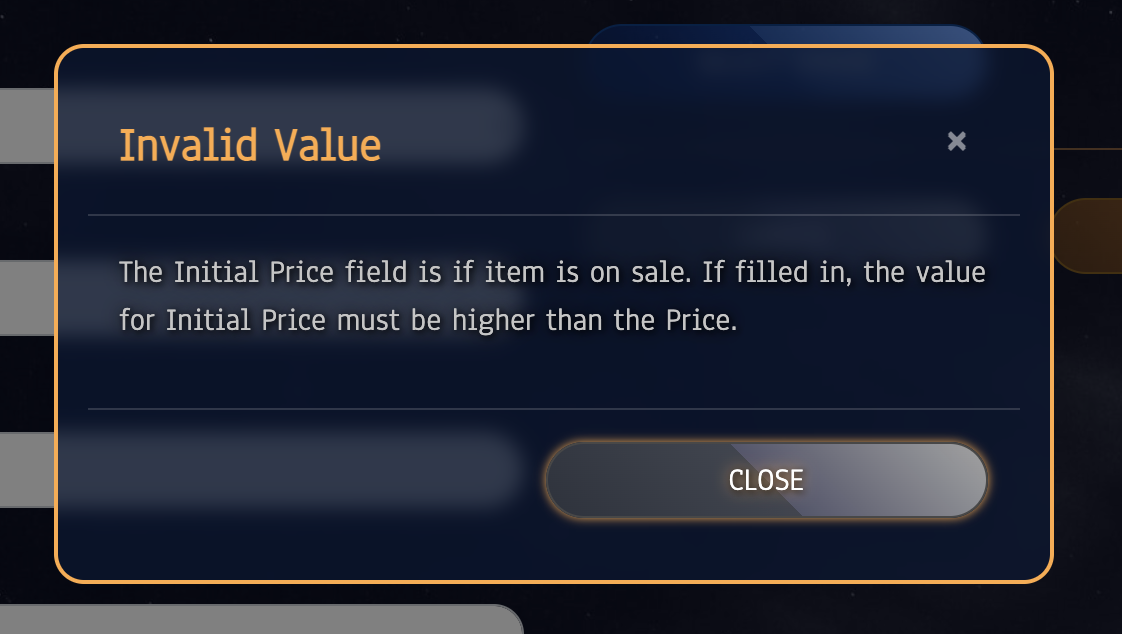 Invalid Value
The Initial Price field is if item is on sale. If filled in, the value
for Initial Price must be higher than the Price.
CLOSE